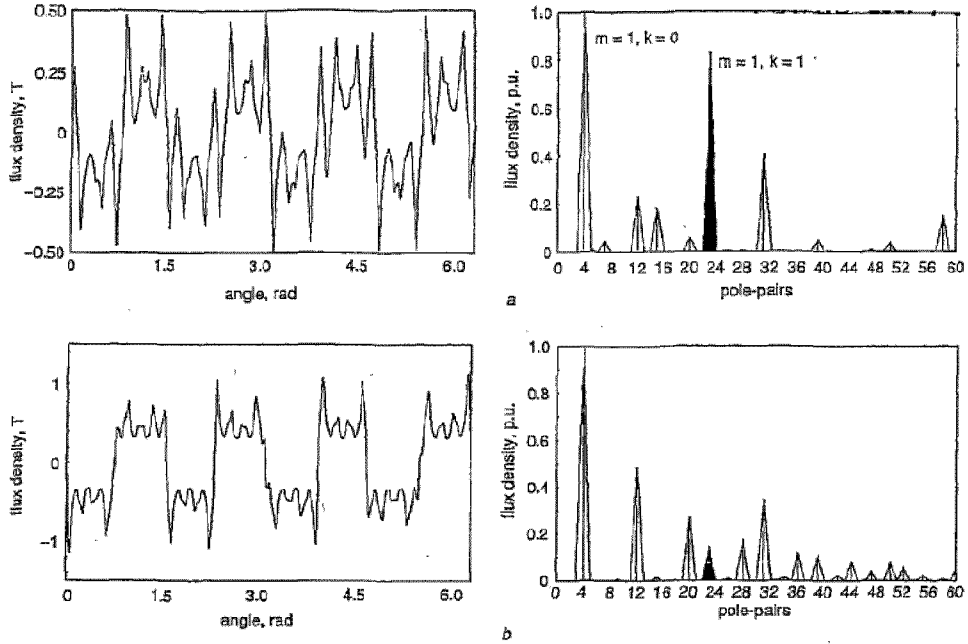 flux density, T
0.50
0.25
0
−0.25
−0.50
0 1.5 3.0 4.5 6.0
angle, rad
flux density, p.u.
1.0
0.8
0.6
0.4
0.2
0
m = 1, k = 0
m = 1, k = 1
0 4 8 12 16 20 24 28 32 36 40 44 48 52 56 60
pole-pairs
a
flux density, T
1
0
−1
0 1.5 3.0 4.5 6.0
angle, rad
flux density, p.u.
1.0
0.8
0.6
0.4
0.2
0
0 4 8 12 16 20 24 28 32 36 40 44 48 52 56 60
pole-pairs
b